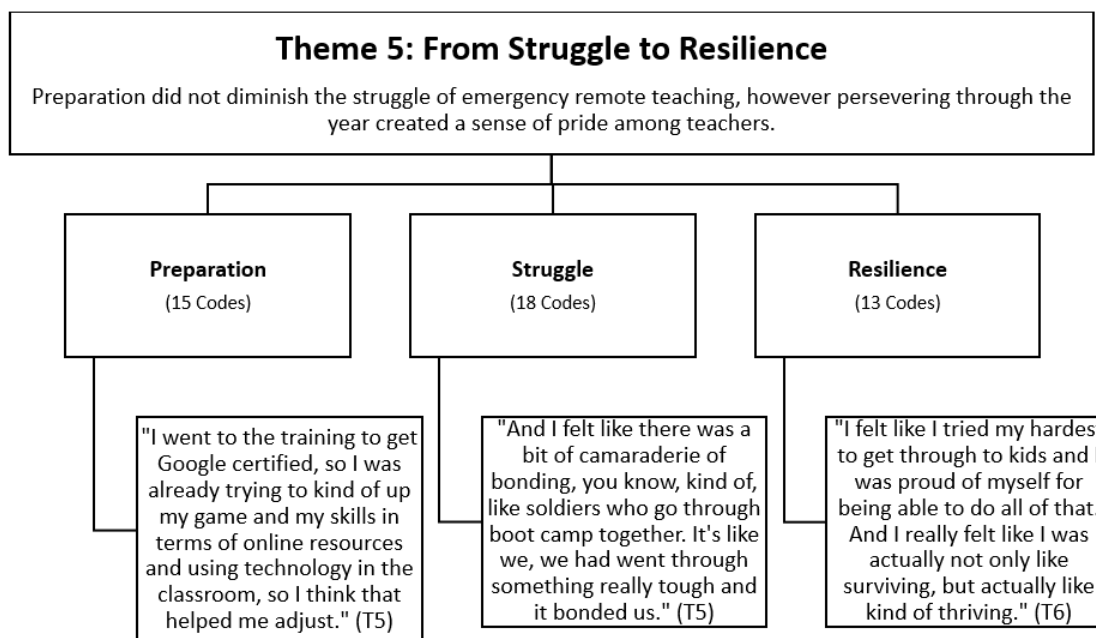 Theme 5: From Struggle to Resilience
Preparation did not diminish the struggle of emergency remote teaching, however persevering through the
year created a sense of pride among teachers.
Preparation
(15 Codes)
"I went to the training to get
Google certified, so I was
already trying to kind of up
my game and my skills in
terms of online resources
and using technology in the
classroom, so I think that
helped me adjust." (T5)
Struggle
(18 Codes)
"And I felt like there was a
bit of camaraderie of
bonding, you know, kind of,
like soldiers who go through
boot camp together. It's like
we, we had went through
something really tough and
it bonded us." (T5)
Resilience
(13 Codes)
"I felt like I tried my hardest
to get through to kids and I
was proud of myself for
being able to do all of that.
And I really felt like I was
actually not only like
surviving, but actually like
kind of thriving." (T6)